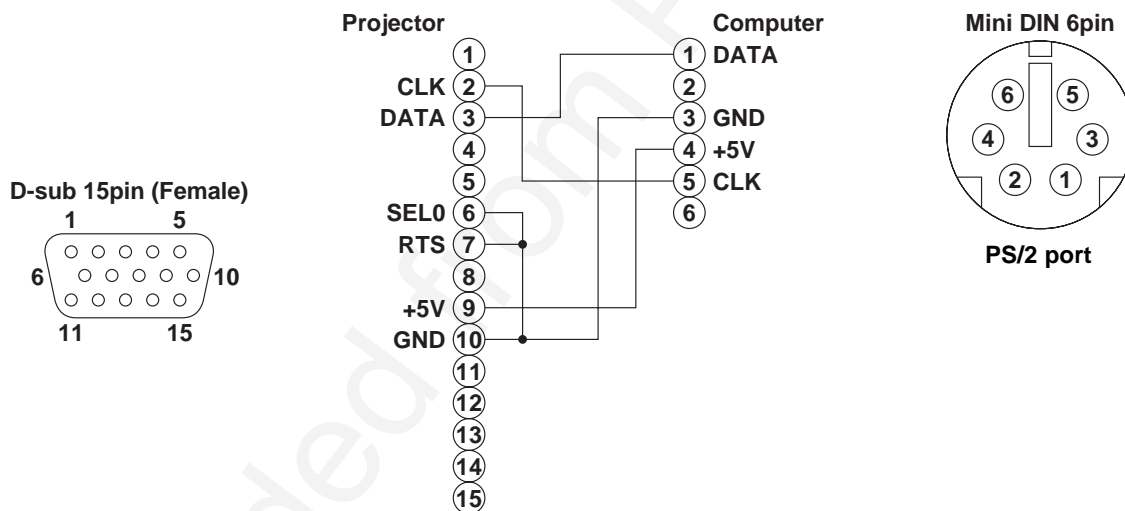 Projector
Computer
Mini DIN 6pin
1
CLK 2
DATA 3
4
5
SEL0 6
RTS 7
8
+5V 9
GND 10
11
12
13
14
15
1 DATA
2
3 GND
4 +5V
5 CLK
6
6 5
4 3
2 1
PS/2 port
D-sub 15pin (Female)
1 5
6 10
11 15
ded from